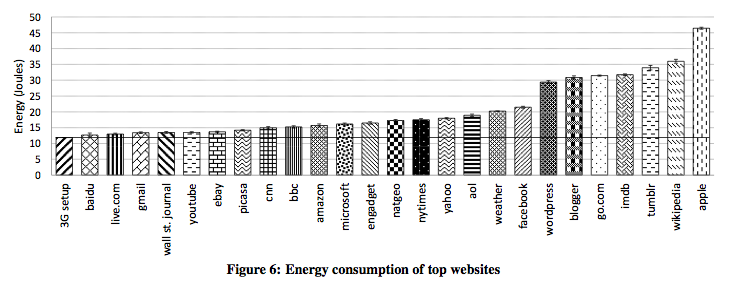 50
45
40
35
30
25
20
15
10
5
0
Energy (Joules)
3G setup
baidu
live.com
gmail
wall st. journal
youtube
ebay
picasa
cnn
bbc
amazon
microsoft
engadget
natgeo
nytimes
yahoo
aol
weather
facebook
wordpress
blogger
go.com
imdb
tumblr
wikipedia
apple
Figure 6: Energy consumption of top websites